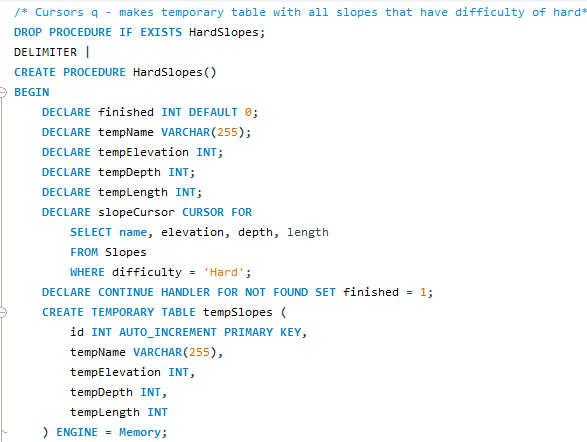 /* Cursors q - makes temporary table with all slopes that have difficulty of hard*
DROP PROCEDURE IF EXISTS HardSlopes;
DELIMITER |
CREATE PROCEDURE HardSlopes()
BEGIN
DECLARE finished INT DEFAULT 0;
DECLARE tempName VARCHAR(255);
DECLARE tempElevation INT;
DECLARE tempDepth INT;
DECLARE tempLength INT;
DECLARE slopeCursor CURSOR FOR
SELECT name, elevation, depth, length
FROM Slopes
WHERE difficulty = 'Hard';
DECLARE CONTINUE HANDLER FOR NOT FOUND SET finished = 1;
CREATE TEMPORARY TABLE tempSlopes (
id INT AUTO_INCREMENT PRIMARY KEY,
tempName VARCHAR(255),
tempElevation INT,
tempDepth INT,
tempLength INT
) ENGINE = Memory;